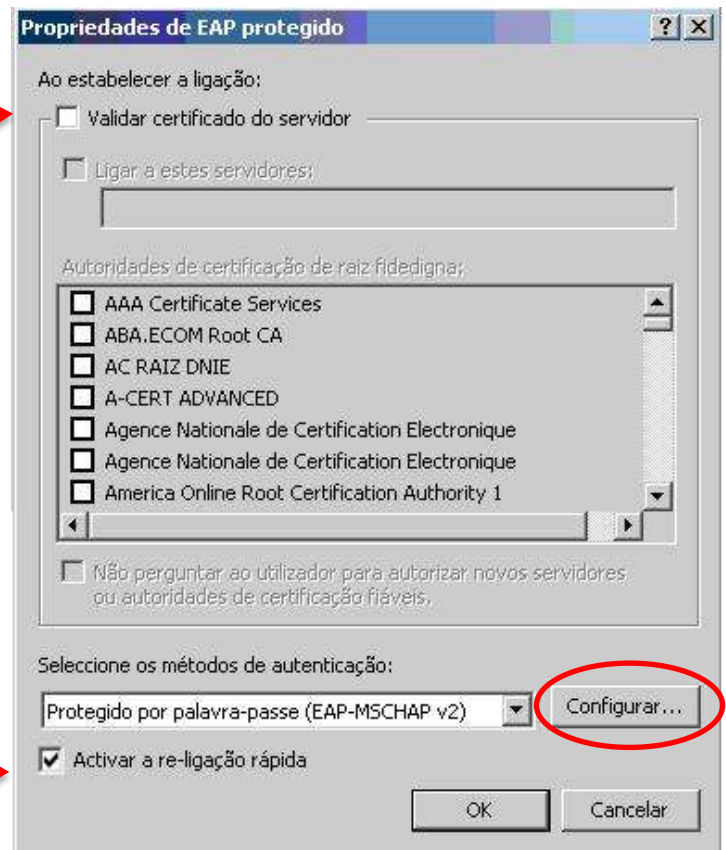 Propriedades de EAP protegido
Ao estabelecer a ligação:
Validar certificado do servidor
Ligar a estes servidores:
Autoridades de certificação de raiz fidedigna:
AAA Certificate Services
ABA.ECOM Root CA
AC RAIZ DNIE
A-CERT ADVANCED
Agence Nationale de Certification Electronique
Agence Nationale de Certification Electronique
America Online Root Certification Authority 1
Não perguntar ao utilizador para autorizar novos servidores
ou autoridades de certificação fiáveis.
Seleccione os métodos de autenticação:
Protegido por palavra-passe (EAP-MSCHAP v2)
Configurar...
Activar a re-ligação rápida
OK
Cancelar